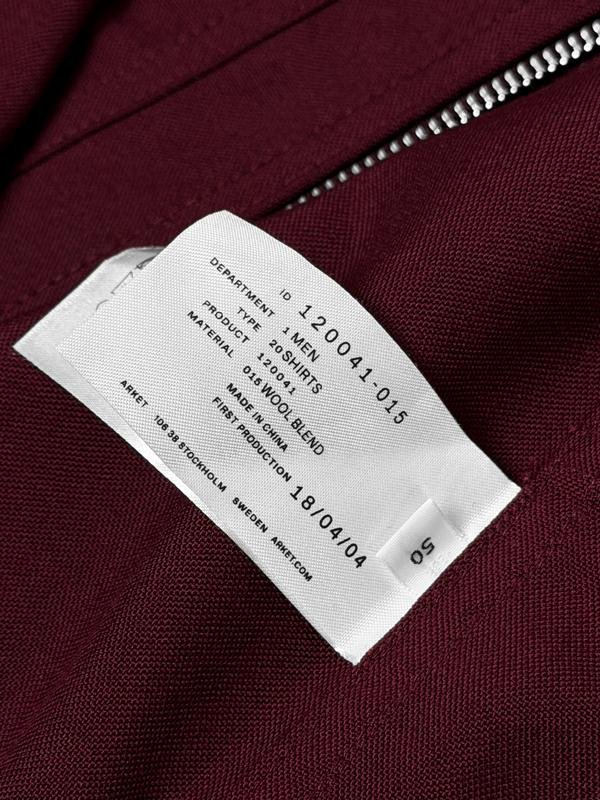 ID 120041-015
DEPARTMENT 1 MEN
TYPE 20 SHIRTS
PRODUCT 120041
MATERIAL 015 WOOL BLEND
MADE IN CHINA
FIRST PRODUCTION 18/04/04
ARKET 106 38 STOCKHOLM SWEDEN ARKET.COM
50